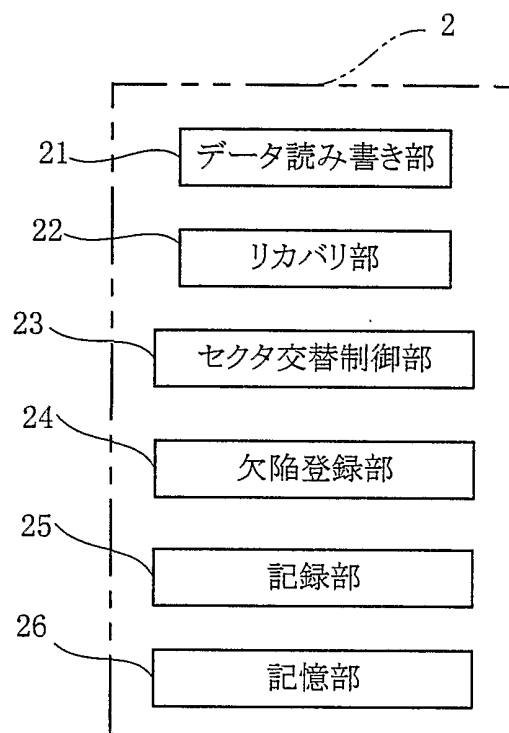 2
21 データ読み書き部
22 リカバリ部
23 セクタ交替制御部
24 欠陥登録部
25 記録部
26 記憶部